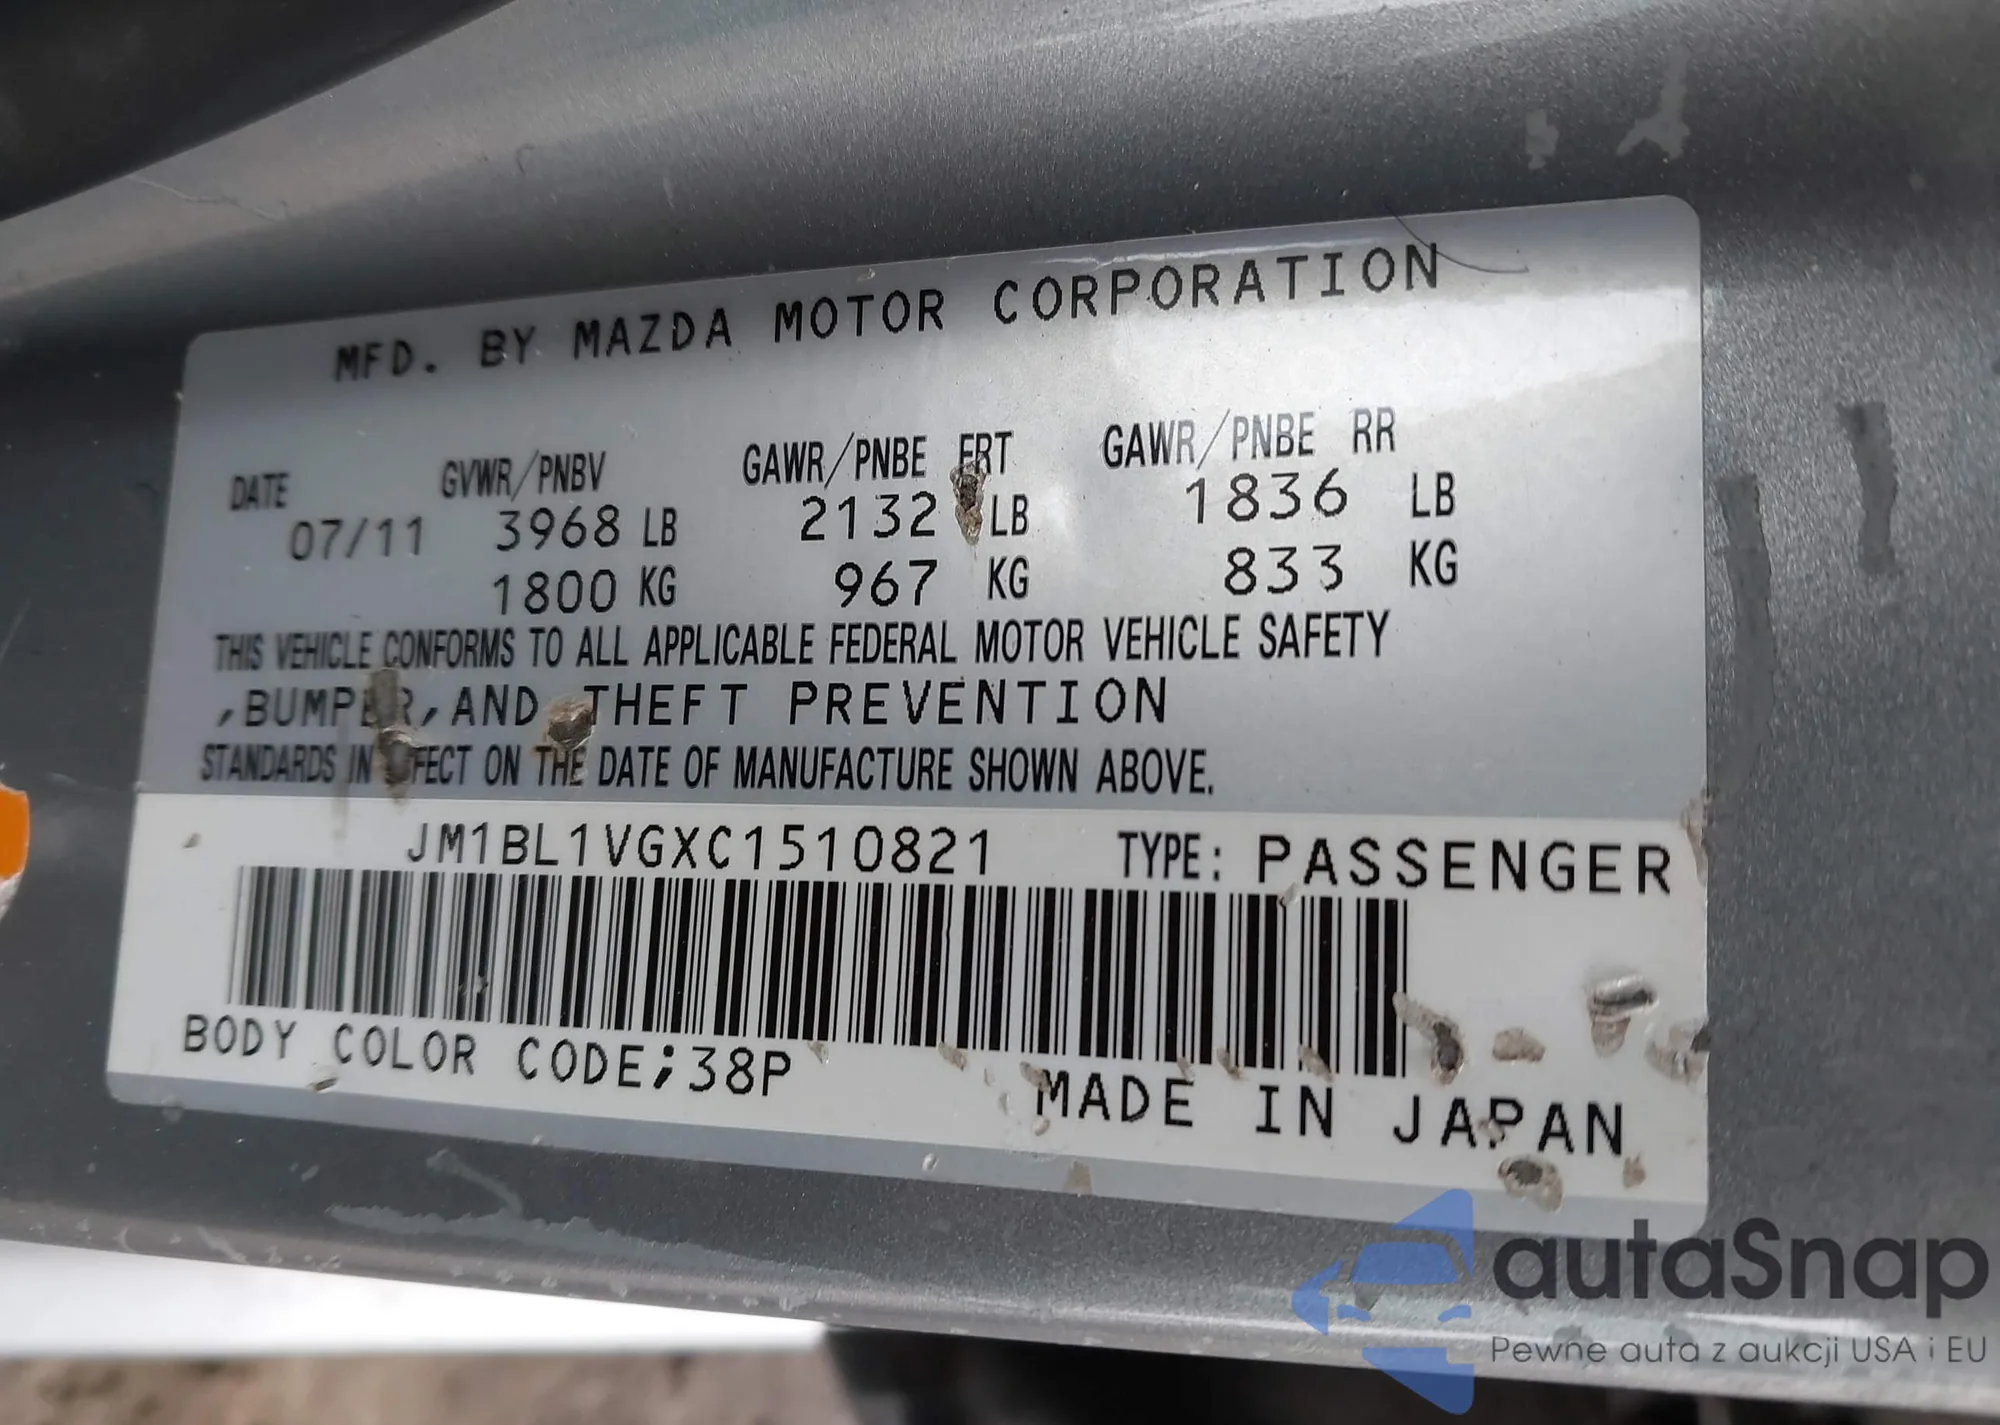 MFD. BY MAZDA MOTOR CORPORATION
DATE GVWR/PNBV GAWR/PNBE FRT GAWR/PNBE RR
07/11 3968 LB 2132 LB 1836 LB
1800 KG 967 KG 833 KG
THIS VEHICLE CONFORMS TO ALL APPLICABLE FEDERAL MOTOR VEHICLE SAFETY
,BUMPER,AND THEFT PREVENTION
STANDARDS IN EFFECT ON THE DATE OF MANUFACTURE SHOWN ABOVE.
JM1BL1VGXC1510821 TYPE: PASSENGER
BODY COLOR CODE;38P
MADE IN JAPAN
autaSnap
Pewne auta z aukcji USA i EU